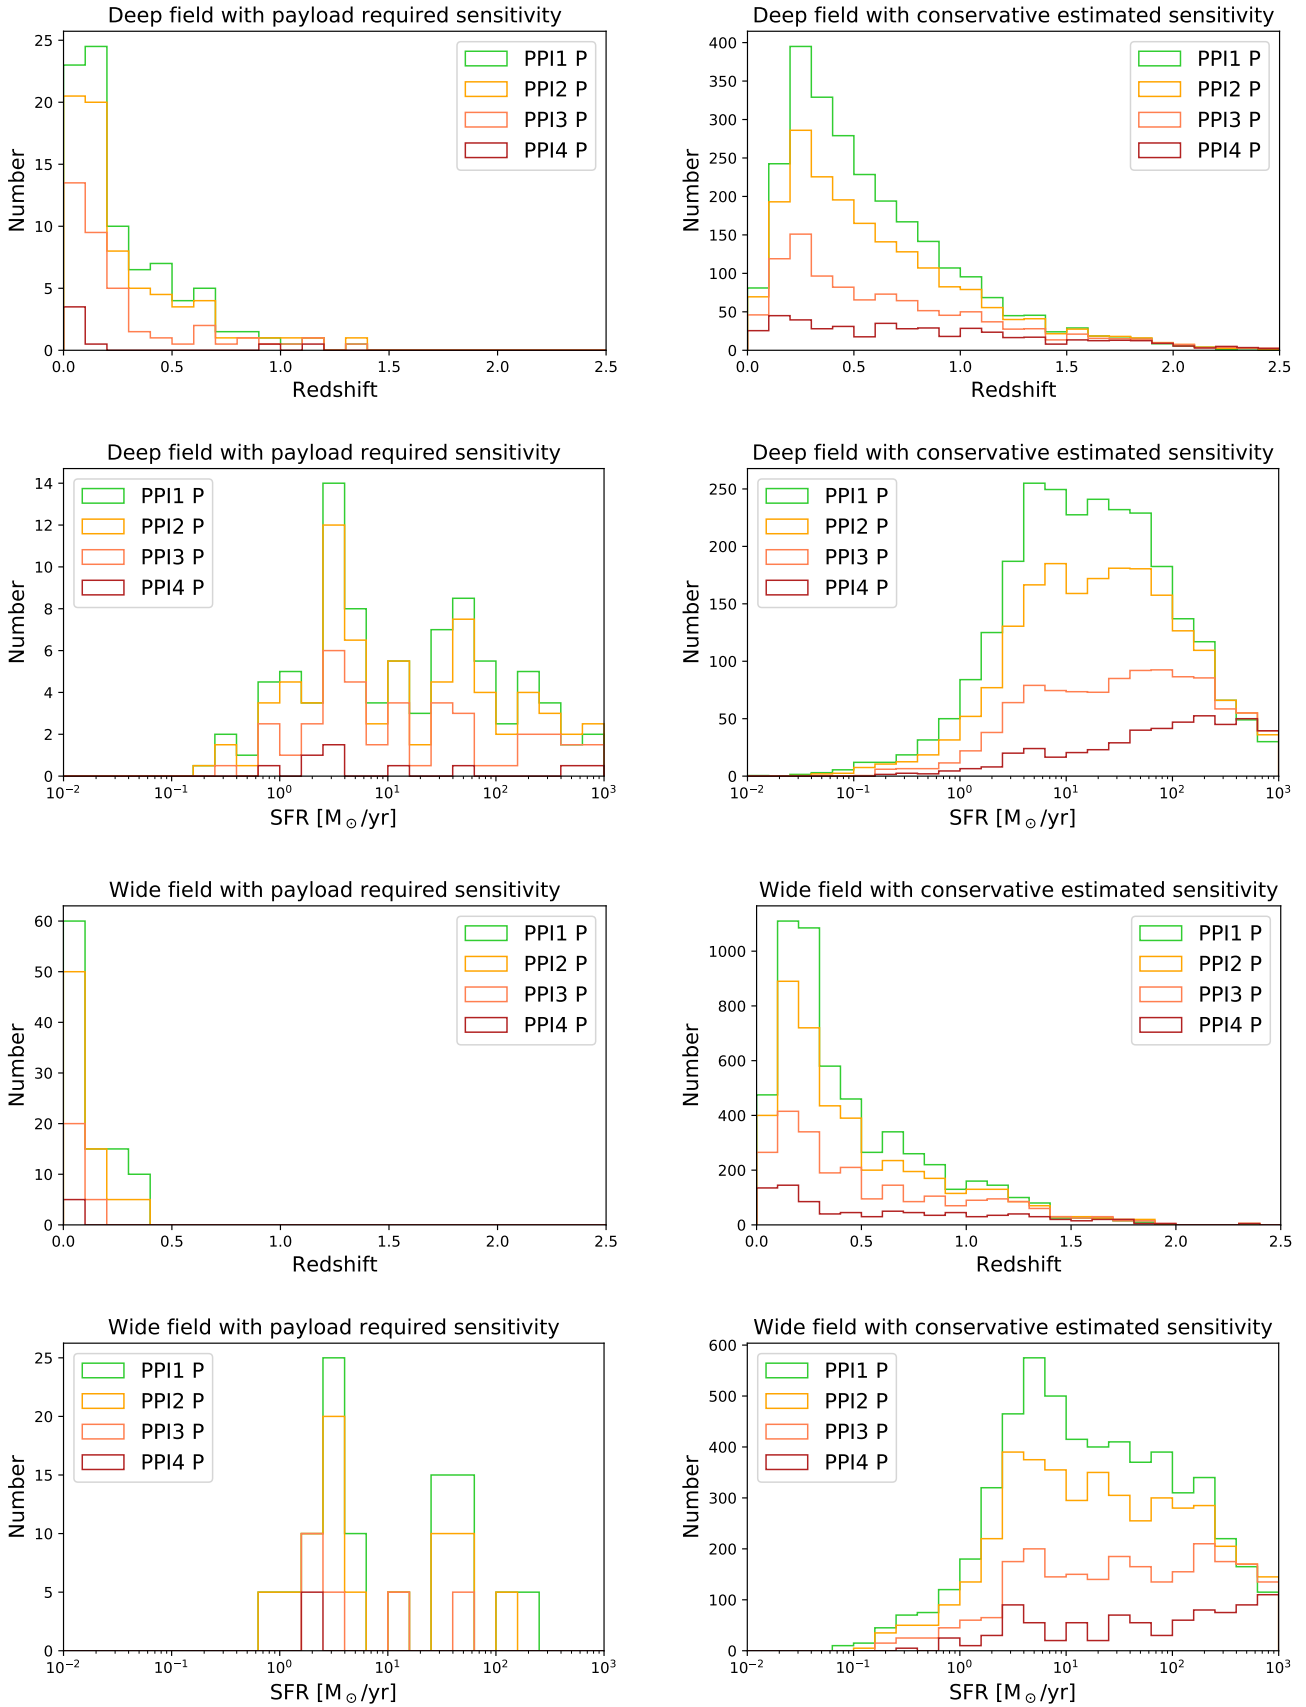 Deep field with payload required sensitivity
Number
25
20
15
10
5
0
PPI1 P
PPI2 P
PPI3 P
PPI4 P
0.0 0.5 1.0 1.5 2.0 2.5
Redshift
Deep field with conservative estimated sensitivity
Number
400
350
300
250
200
150
100
50
0
PPI1 P
PPI2 P
PPI3 P
PPI4 P
0.0 0.5 1.0 1.5 2.0 2.5
Redshift
Deep field with payload required sensitivity
Number
14
12
10
8
6
4
2
0
PPI1 P
PPI2 P
PPI3 P
PPI4 P
10⁻² 10⁻¹ 10⁰ 10¹ 10² 10³
SFR [M☉/yr]
Deep field with conservative estimated sensitivity
Number
250
200
150
100
50
0
PPI1 P
PPI2 P
PPI3 P
PPI4 P
10⁻² 10⁻¹ 10⁰ 10¹ 10² 10³
SFR [M☉/yr]
Wide field with payload required sensitivity
Number
60
50
40
30
20
10
0
PPI1 P
PPI2 P
PPI3 P
PPI4 P
0.0 0.5 1.0 1.5 2.0 2.5
Redshift
Wide field with conservative estimated sensitivity
Number
1000
800
600
400
200
0
PPI1 P
PPI2 P
PPI3 P
PPI4 P
0.0 0.5 1.0 1.5 2.0 2.5
Redshift
Wide field with payload required sensitivity
Number
25
20
15
10
5
0
PPI1 P
PPI2 P
PPI3 P
PPI4 P
10⁻² 10⁻¹ 10⁰ 10¹ 10² 10³
SFR [M☉/yr]
Wide field with conservative estimated sensitivity
Number
600
500
400
300
200
100
0
PPI1 P
PPI2 P
PPI3 P
PPI4 P
10⁻² 10⁻¹ 10⁰ 10¹ 10² 10³
SFR [M☉/yr]